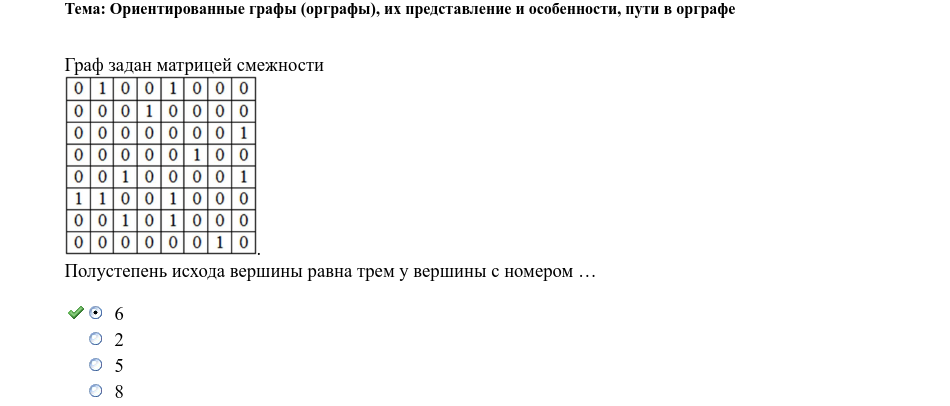 Тема: Ориентированные графы (орграфы), их представление и особенности, пути в орграфе
Граф задан матрицей смежности
0 1 0 0 1 0 0 0
0 0 0 1 0 0 0 0
0 0 0 0 0 0 0 1
0 0 0 0 0 1 0 0
0 0 1 0 0 0 0 1
1 1 0 0 1 0 0 0
0 0 1 0 1 0 0 0
0 0 0 0 0 0 1 0.
Полустепень исхода вершины равна трем у вершины с номером …
6
2
5
8